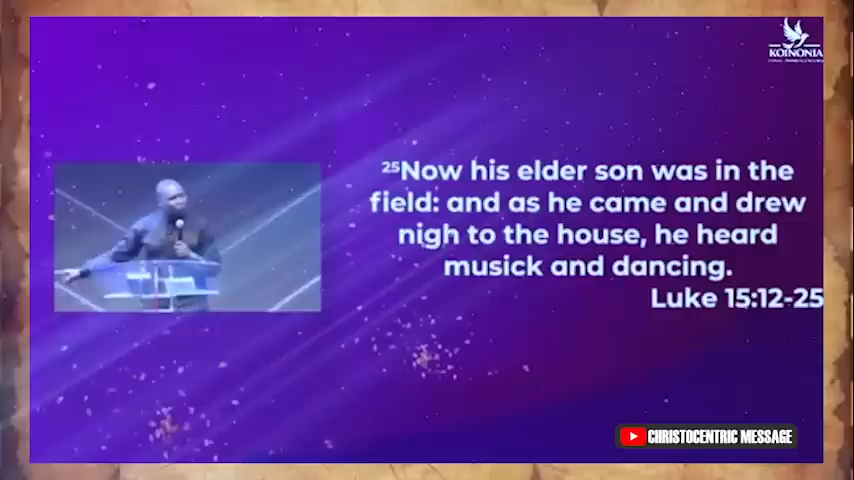 KOINONIA
²⁵Now his elder son was in the
field: and as he came and drew
nigh to the house, he heard
musick and dancing.
Luke 15:12-25
CHRISTOCENTRIC MESSAGE